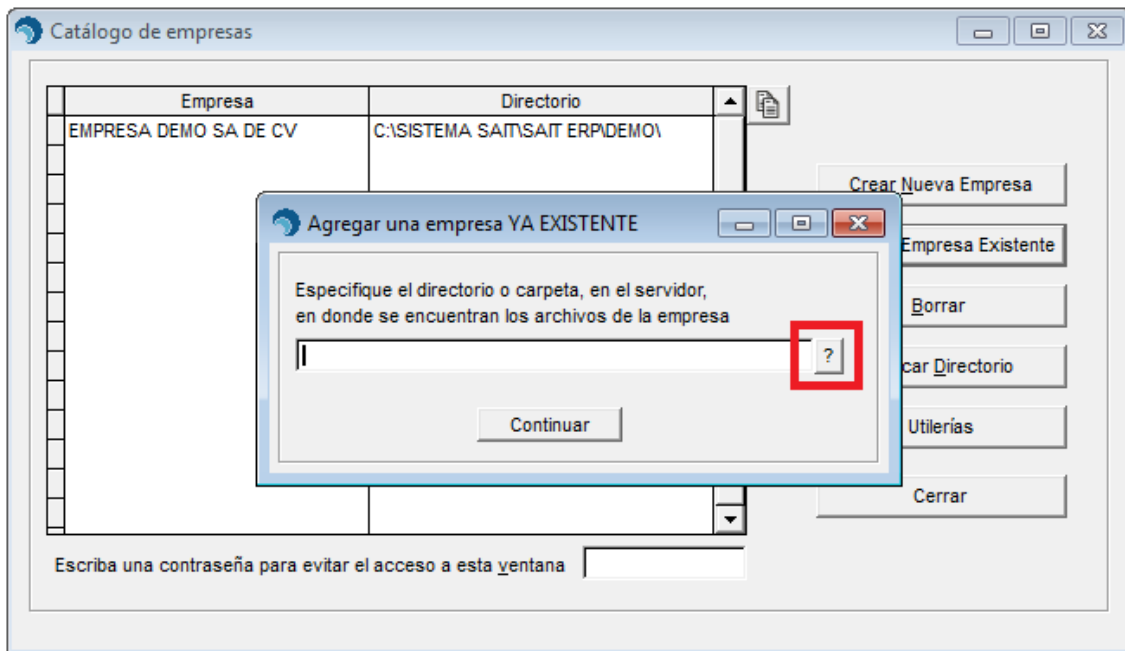 Catálogo de empresas
Empresa Directorio
EMPRESA DEMO SA DE CV C:\SISTEMA SAIT\SAIT ERP\DEMO\
Crear Nueva Empresa
Agregar una empresa YA EXISTENTE
Empresa Existente
Especifique el directorio o carpeta, en el servidor,
en donde se encuentran los archivos de la empresa
?
Borrar
car Directorio
Continuar
Utilerías
Cerrar
Escriba una contraseña para evitar el acceso a esta ventana